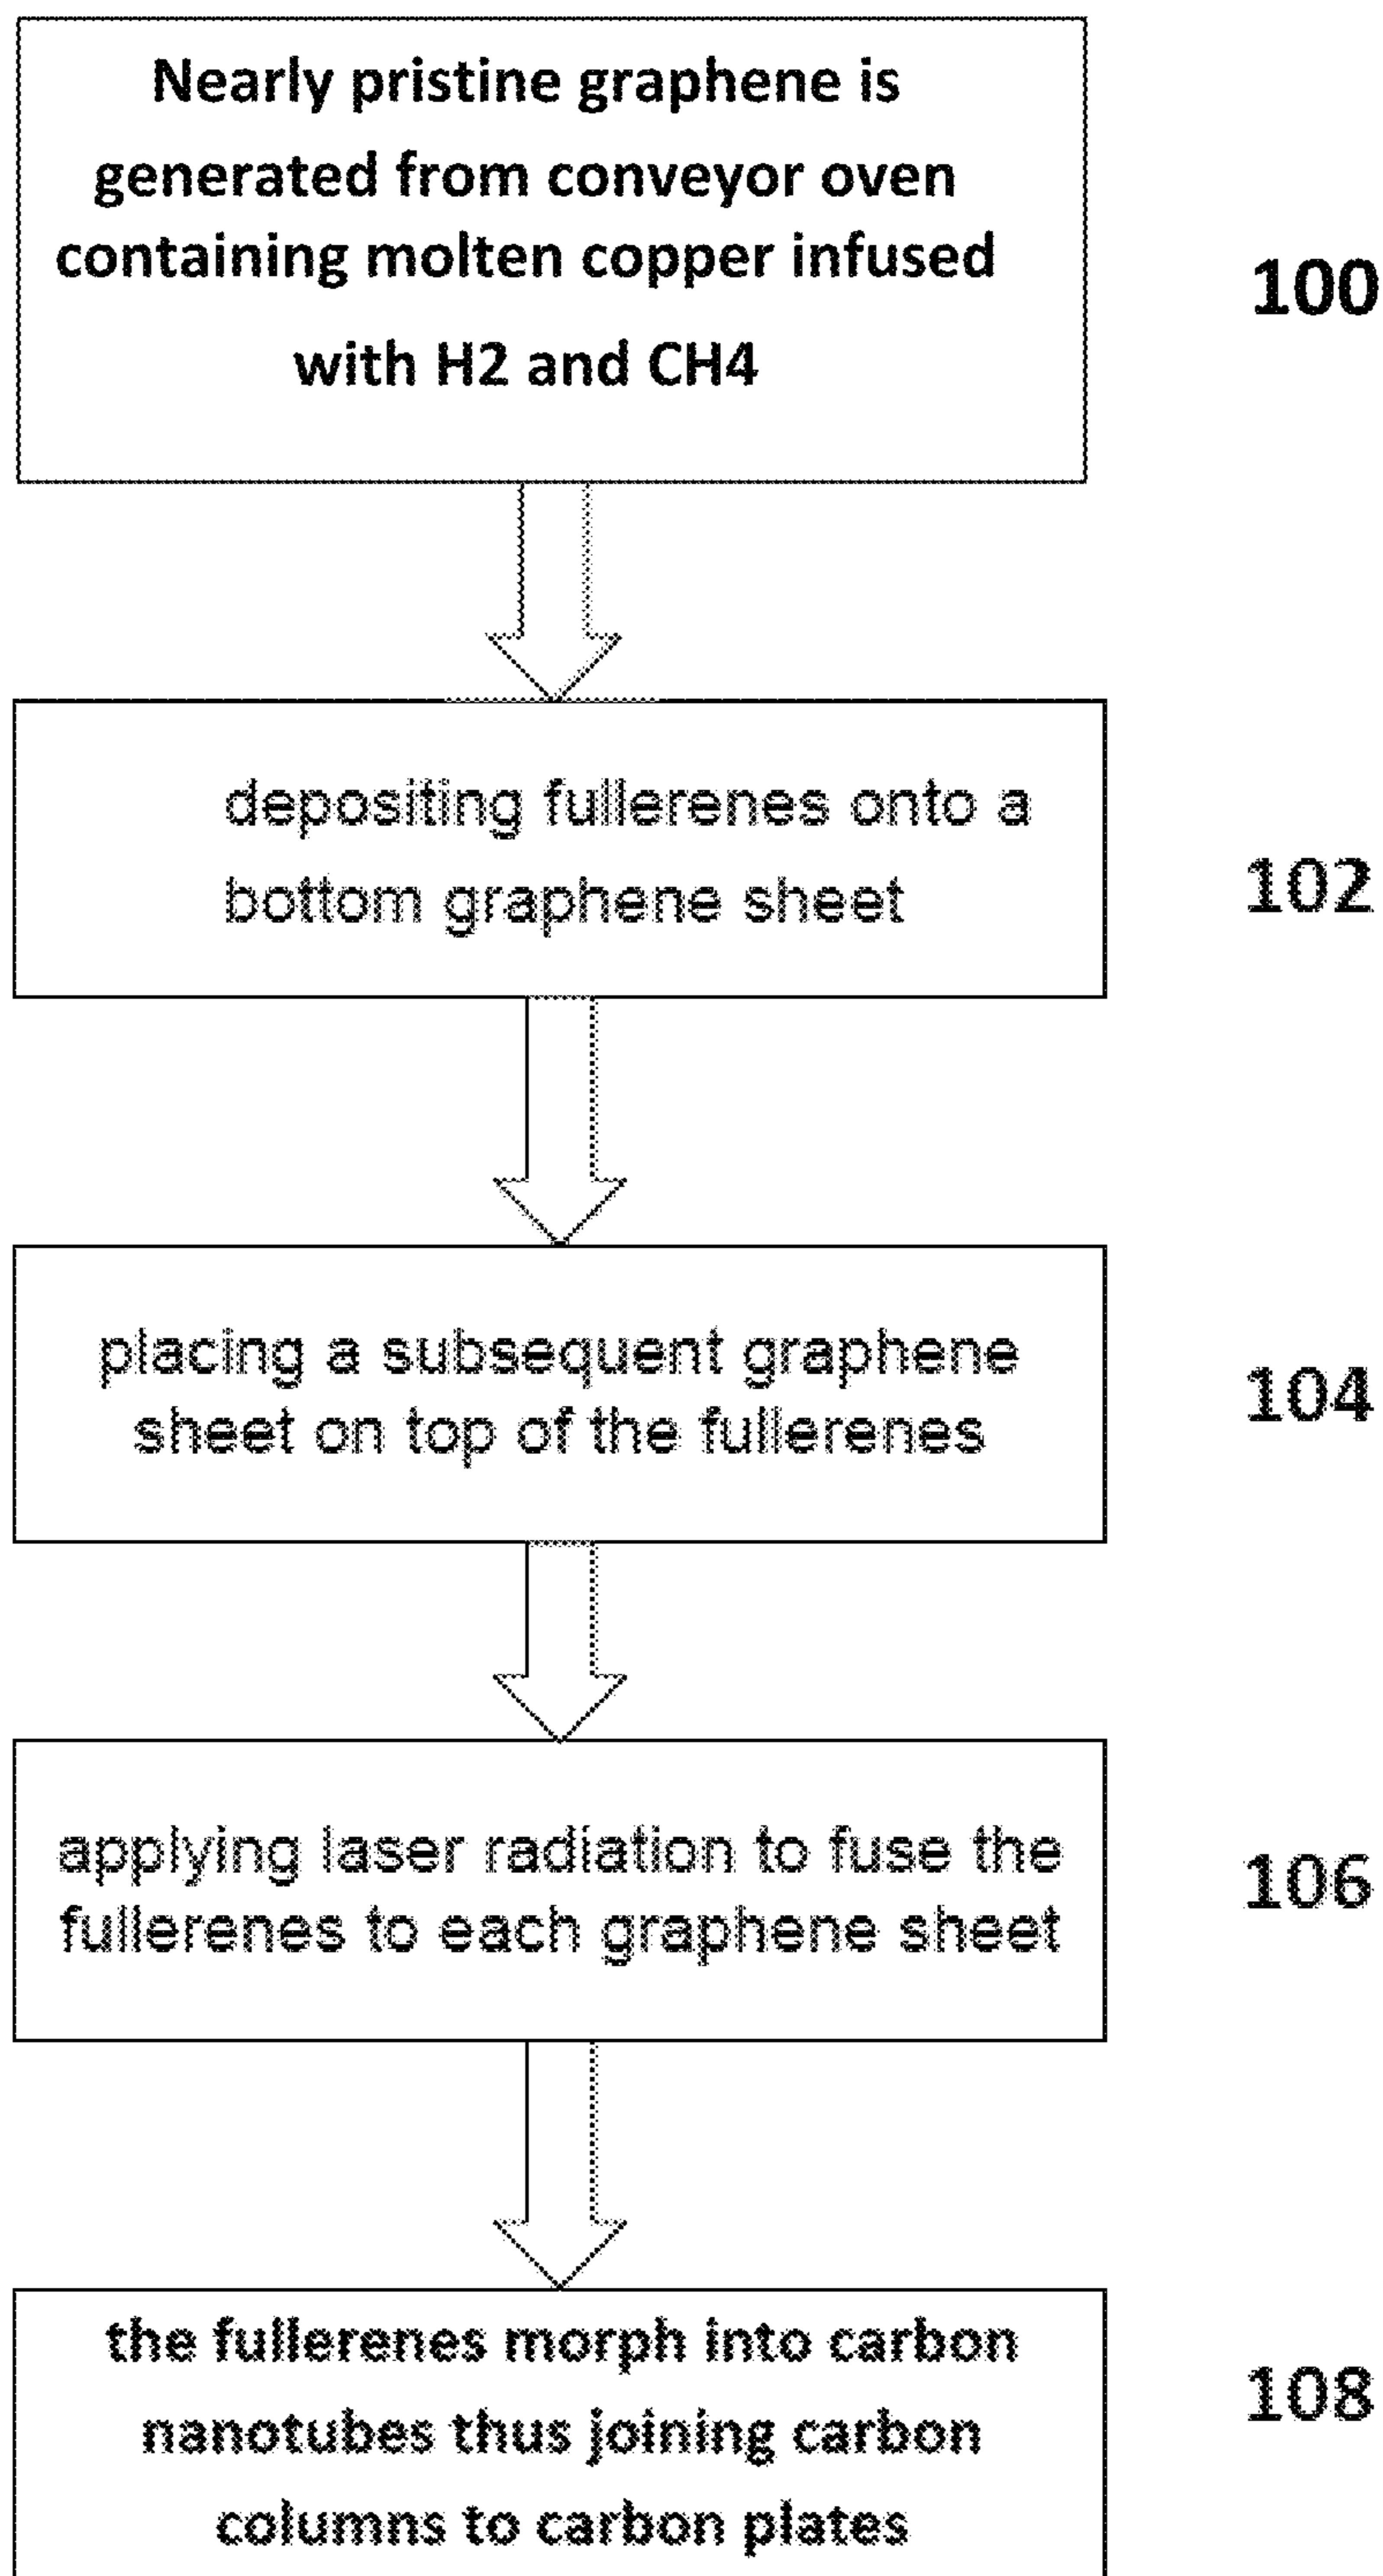 Nearly pristine graphene is
generated from conveyor oven
containing molten copper infused
with H2 and CH4
100
depositing fullerenes onto a
bottom graphene sheet
102
placing a subsequent graphene
sheet on top of the fullerenes
104
applying laser radiation to fuse the
fullerenes to each graphene sheet
106
the fullerenes morph into carbon
nanotubes thus joining carbon
columns to carbon plates
108